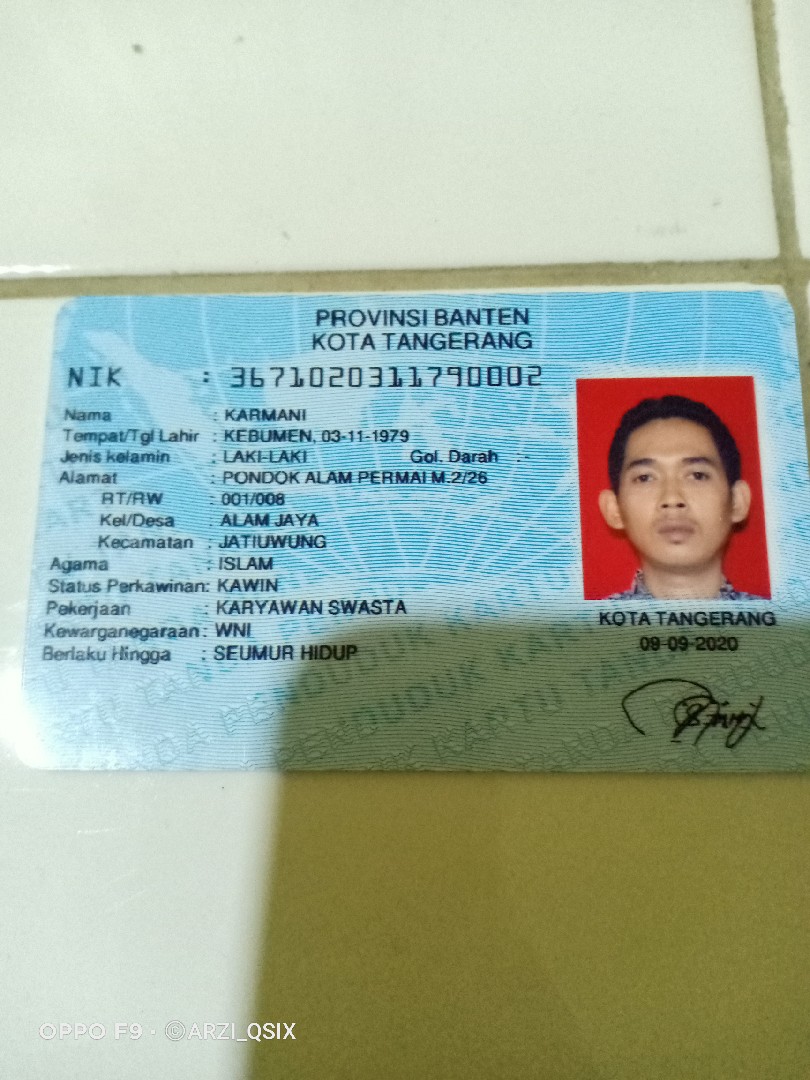 PROVINSI BANTEN
KOTA TANGERANG
NIK : 3671020311790002
Nama : KARMANI
Tempat/Tgl Lahir : KEBUMEN, 03-11-1979
Jenis kelamin : LAKI-LAKI Gol. Darah : -
Alamat : PONDOK ALAM PERMAI M.2/26
RT/RW : 001/008
Kel/Desa : ALAM JAYA
Kecamatan : JATIUWUNG
Agama : ISLAM
Status Perkawinan: KAWIN
Pekerjaan : KARYAWAN SWASTA
Kewarganegaraan: WNI
Berlaku Hingga : SEUMUR HIDUP
KOTA TANGERANG
09-09-2020
OPPO F9 · ©ARZI_QSIX